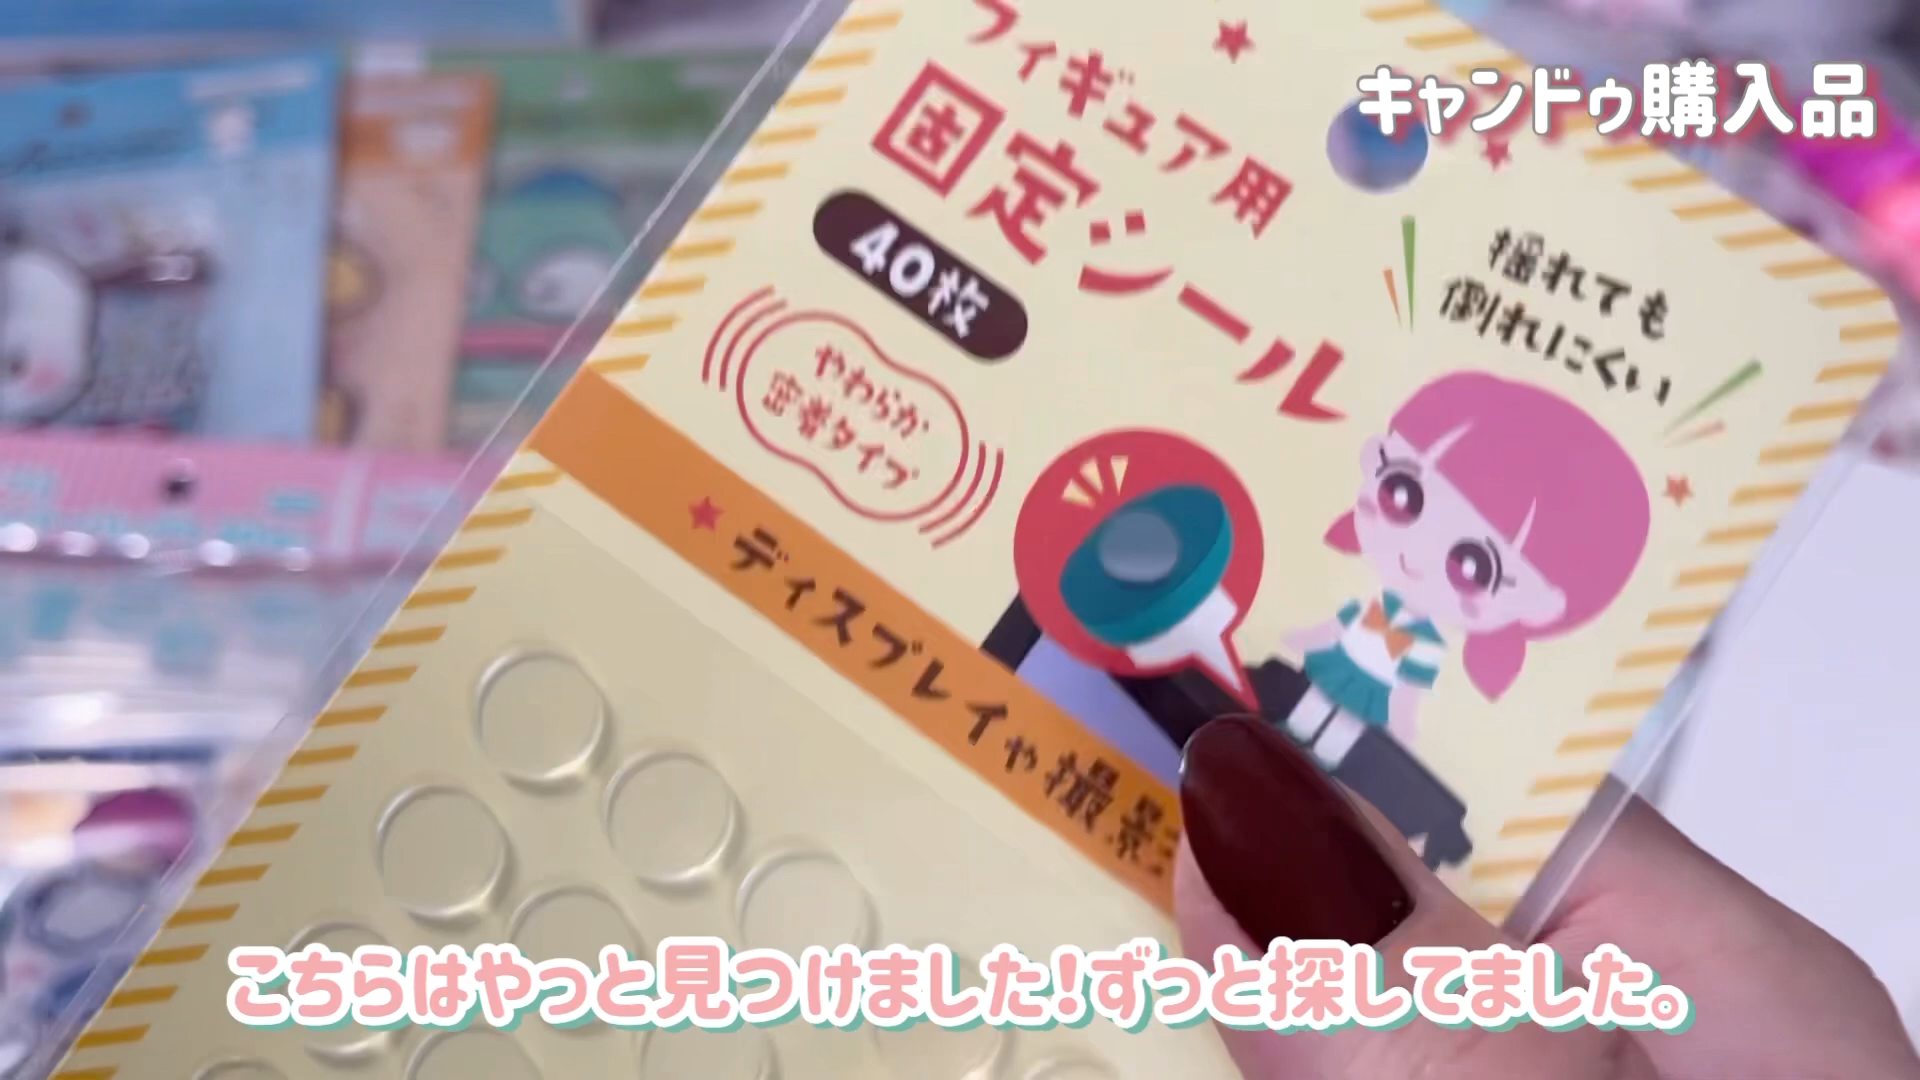 キャンドゥ購入品
フィギュア用
固定シール
40枚
やわらか
密着タイプ
揺れても
倒れにくい
ディスプレイや撮影
こちらはやっと見つけました!ずっと探してました。